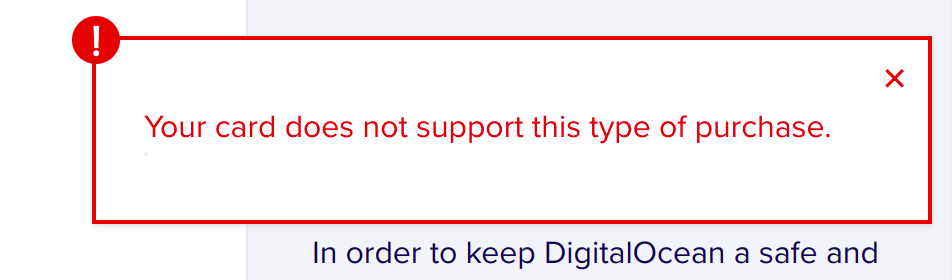 Your card does not support this type of purchase.
In order to keep DigitalOcean a safe and